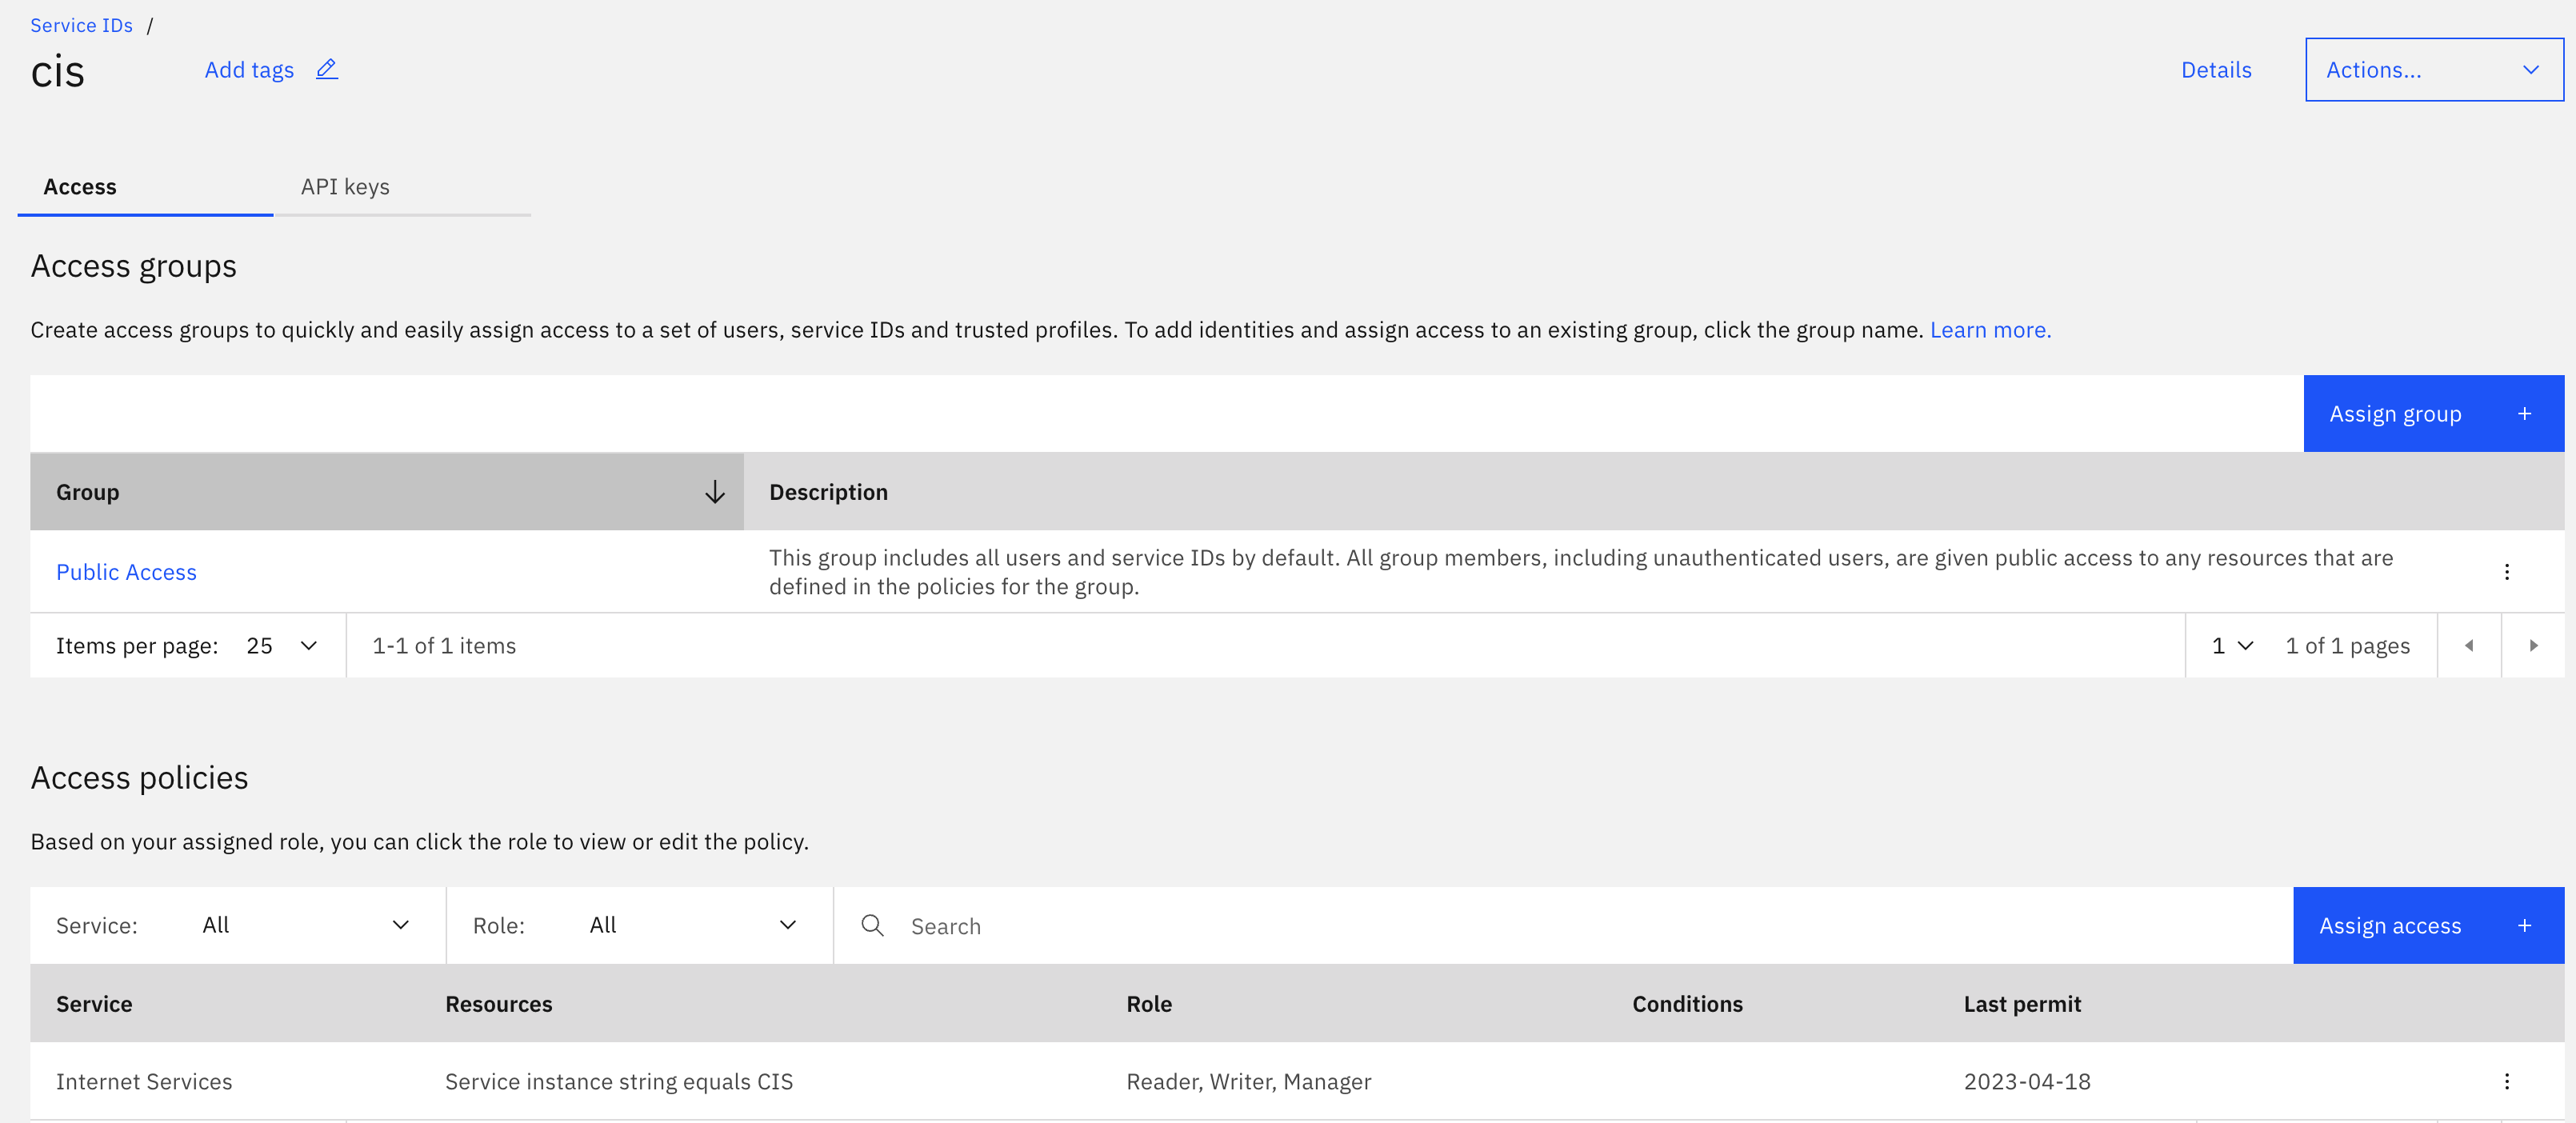 Service IDs /
cis Add tags Details Actions...
Access API keys
Access groups
Create access groups to quickly and easily assign access to a set of users, service IDs and trusted profiles. To add identities and assign access to an existing group, click the group name. Learn more.
Assign group +
Group Description
Public Access This group includes all users and service IDs by default. All group members, including unauthenticated users, are given public access to any resources that are
defined in the policies for the group.
Items per page: 25 1-1 of 1 items 1 1 of 1 pages
Access policies
Based on your assigned role, you can click the role to view or edit the policy.
Service: All Role: All Search Assign access +
Service Resources Role Conditions Last permit
Internet Services Service instance string equals CIS Reader, Writer, Manager 2023-04-18